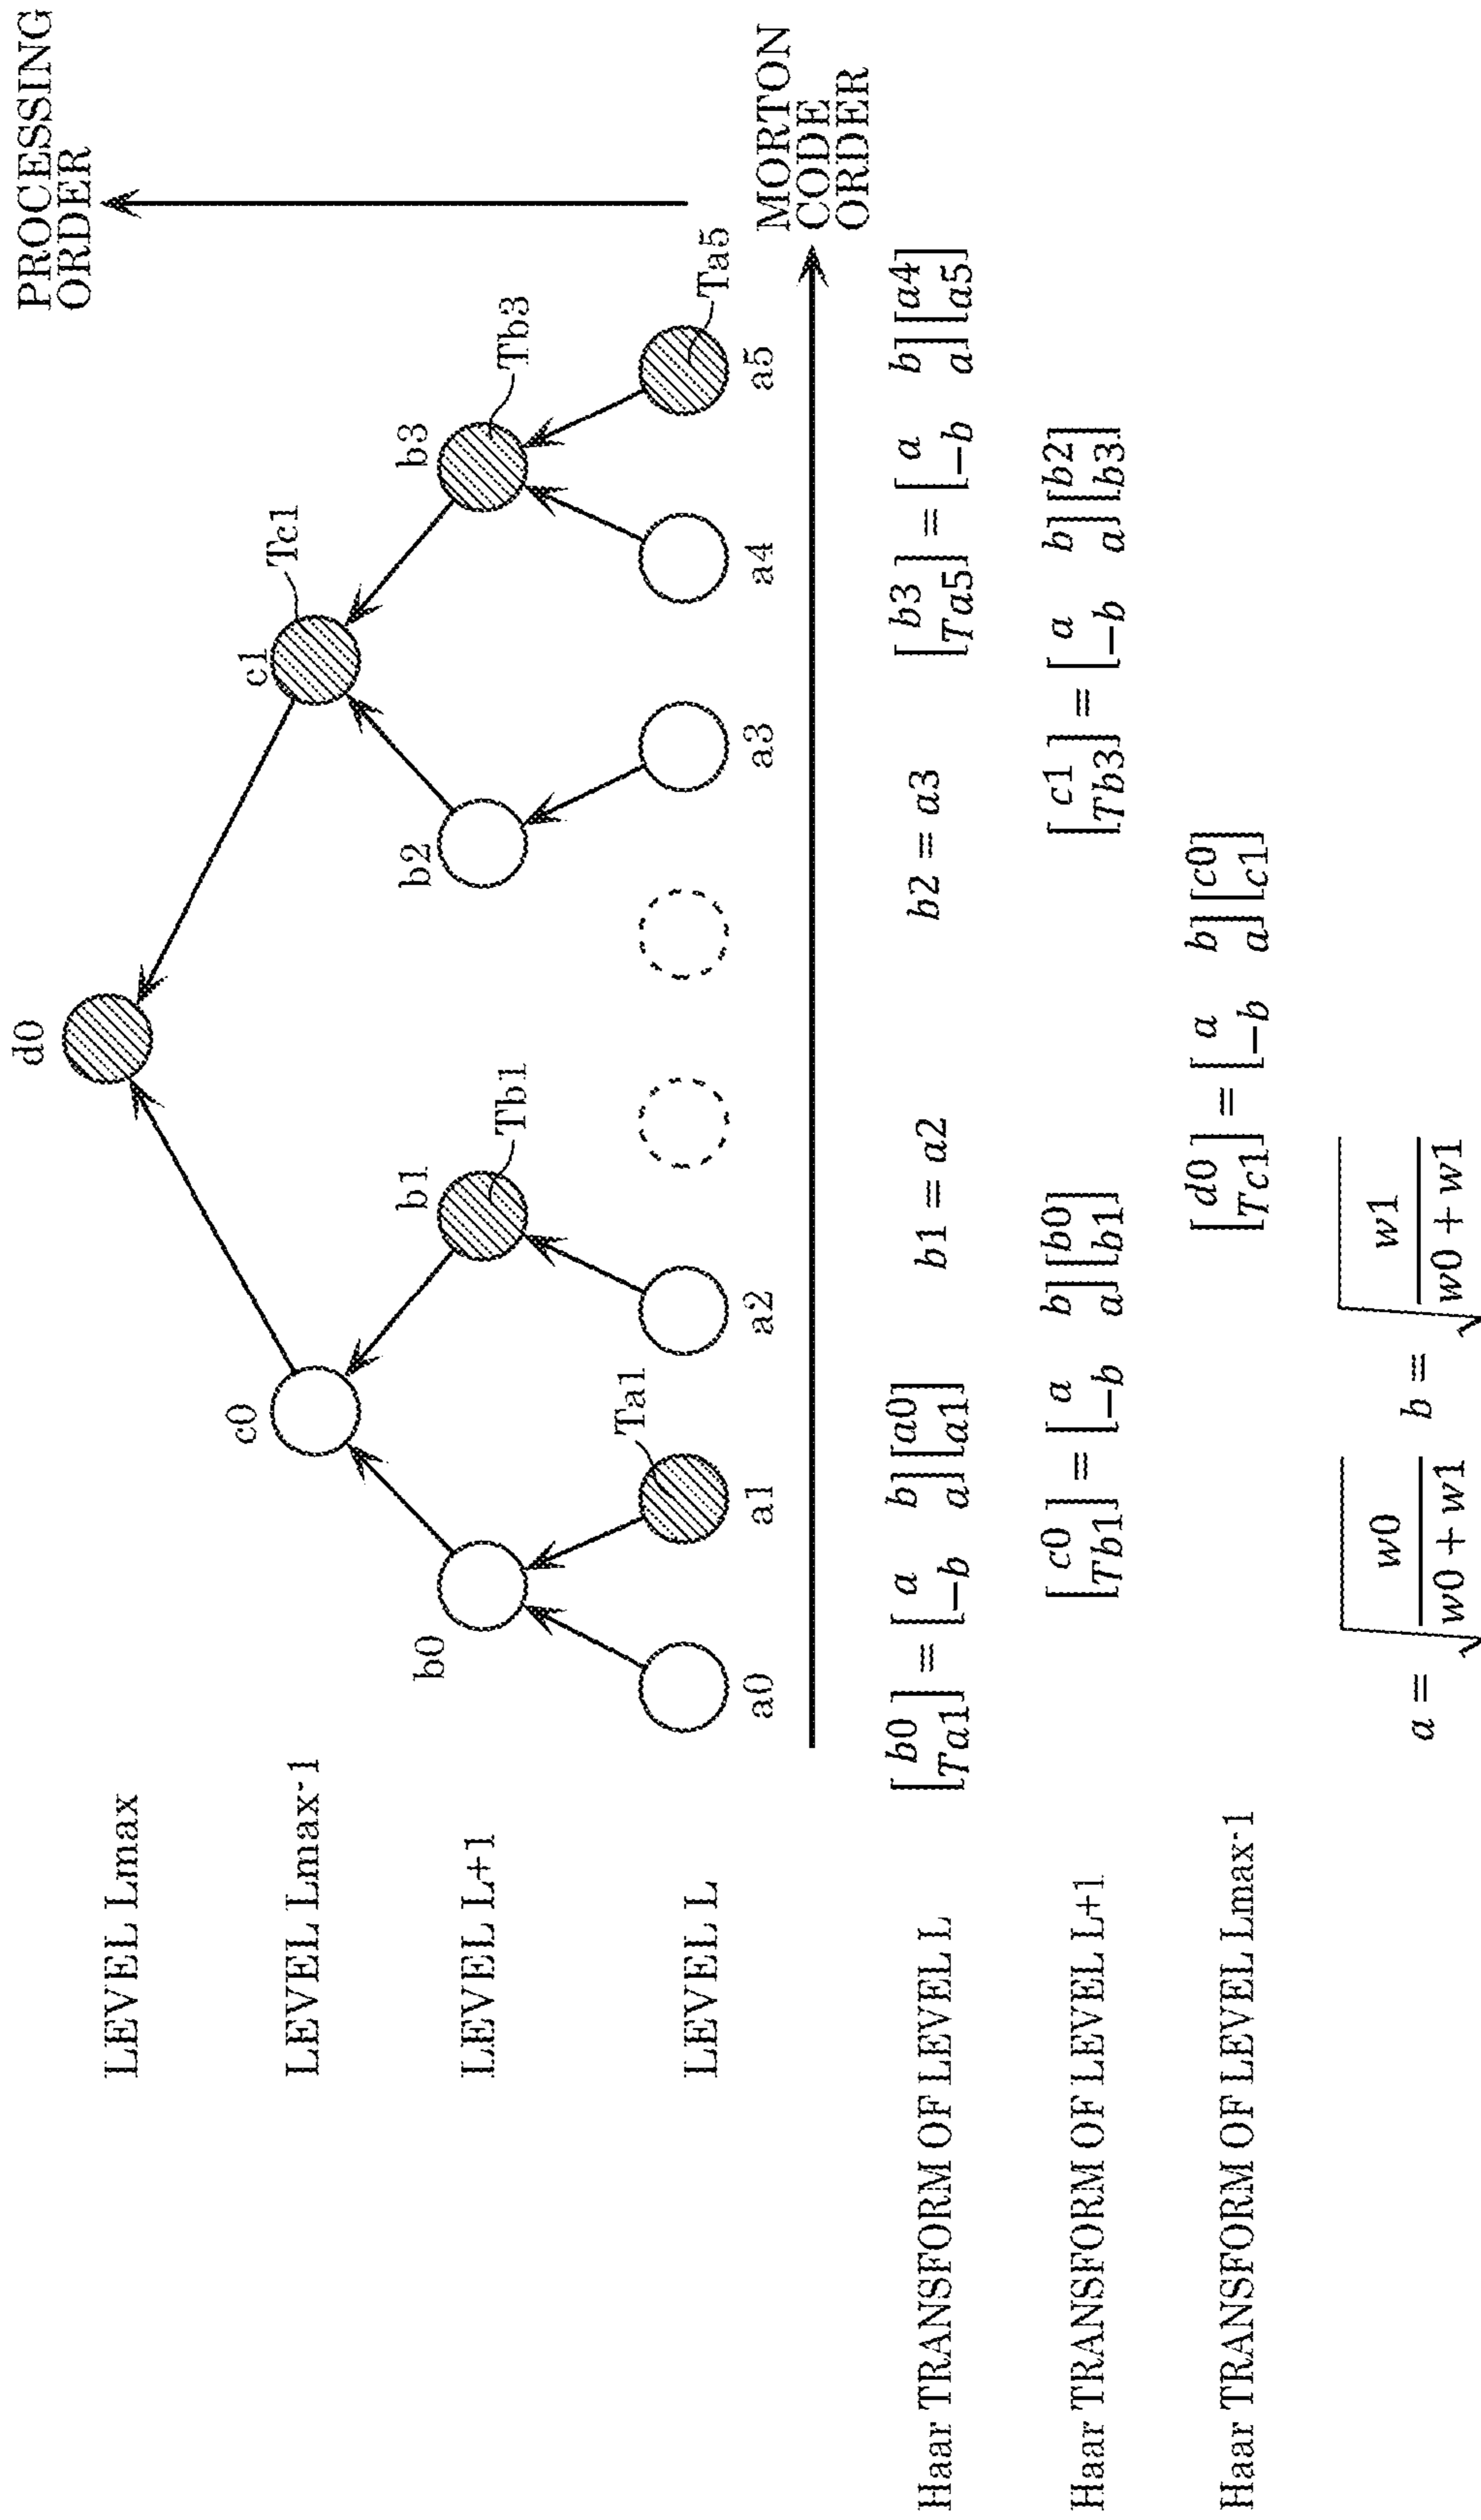 PROCESSING
ORDER
LEVEL Lmax
d0
LEVEL Lmax-1
c0
c1
Tc1
LEVEL L+1
b0
b1
Tb1
b2
b3
Tb3
LEVEL L
Ta1
Ta5
a0
a1
a2
a3
a4
a5
MORTON
CODE
ORDER
Haar TRANSFORM OF LEVEL L
[b0 Ta1] = [a b −b a] [a0 a1]
b1 = a2
b2 = a3
[b3 Ta5] = [a b −b a] [a4 a5]
Haar TRANSFORM OF LEVEL L+1
[c0 Tb1] = [a b −b a] [b0 b1]
[c1 Tb3] = [a b −b a] [b2 b3]
Haar TRANSFORM OF LEVEL Lmax-1
[d0 Tc1] = [a b −b a] [c0 c1]
a = √(w0 / (w0 + w1))
b = √(w1 / (w0 + w1))